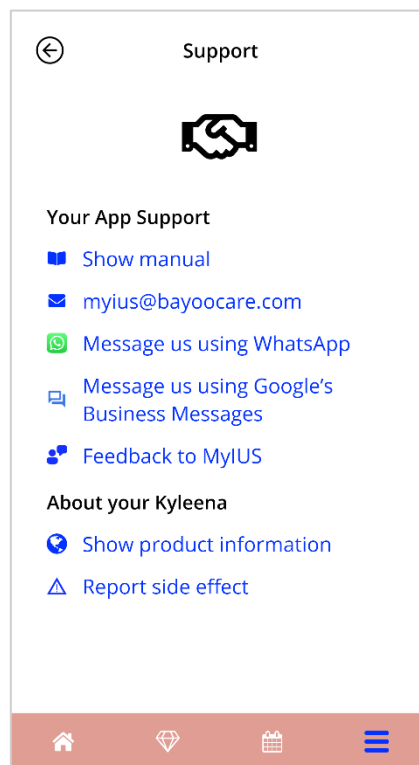 Support
Your App Support
Show manual
myius@bayoocare.com
Message us using WhatsApp
Message us using Google's
Business Messages
Feedback to MyIUS
About your Kyleena
Show product information
Report side effect